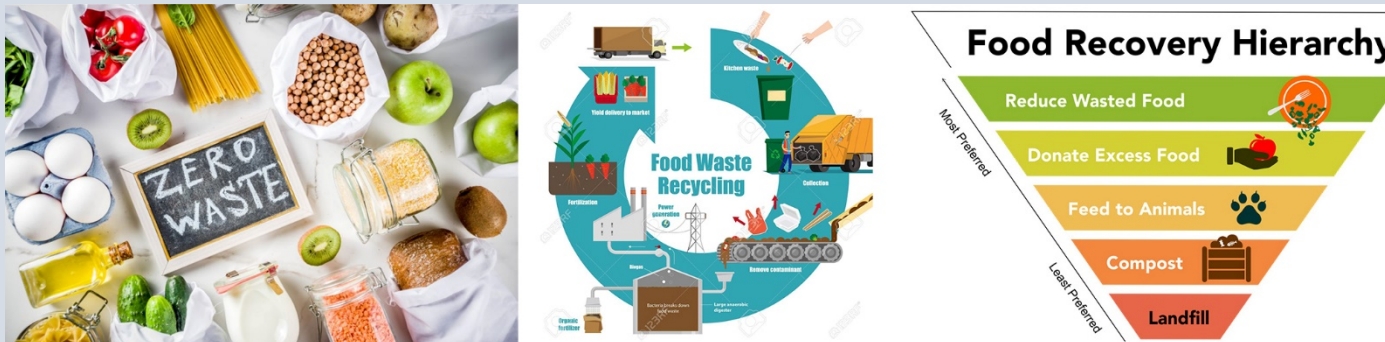 ZERO
WASTE
Kitchen waste
Yield delivery to market
Food Waste
Recycling
Collection
Fertilization
Power
generation
Remove contaminant
Biogas
Bacteria breaks down
food waste
Large anaerobic
digester
Organic
fertilizer
Food Recovery Hierarchy
Most Preferred
Reduce Wasted Food
Donate Excess Food
Feed to Animals
Compost
Least Preferred
Landfill